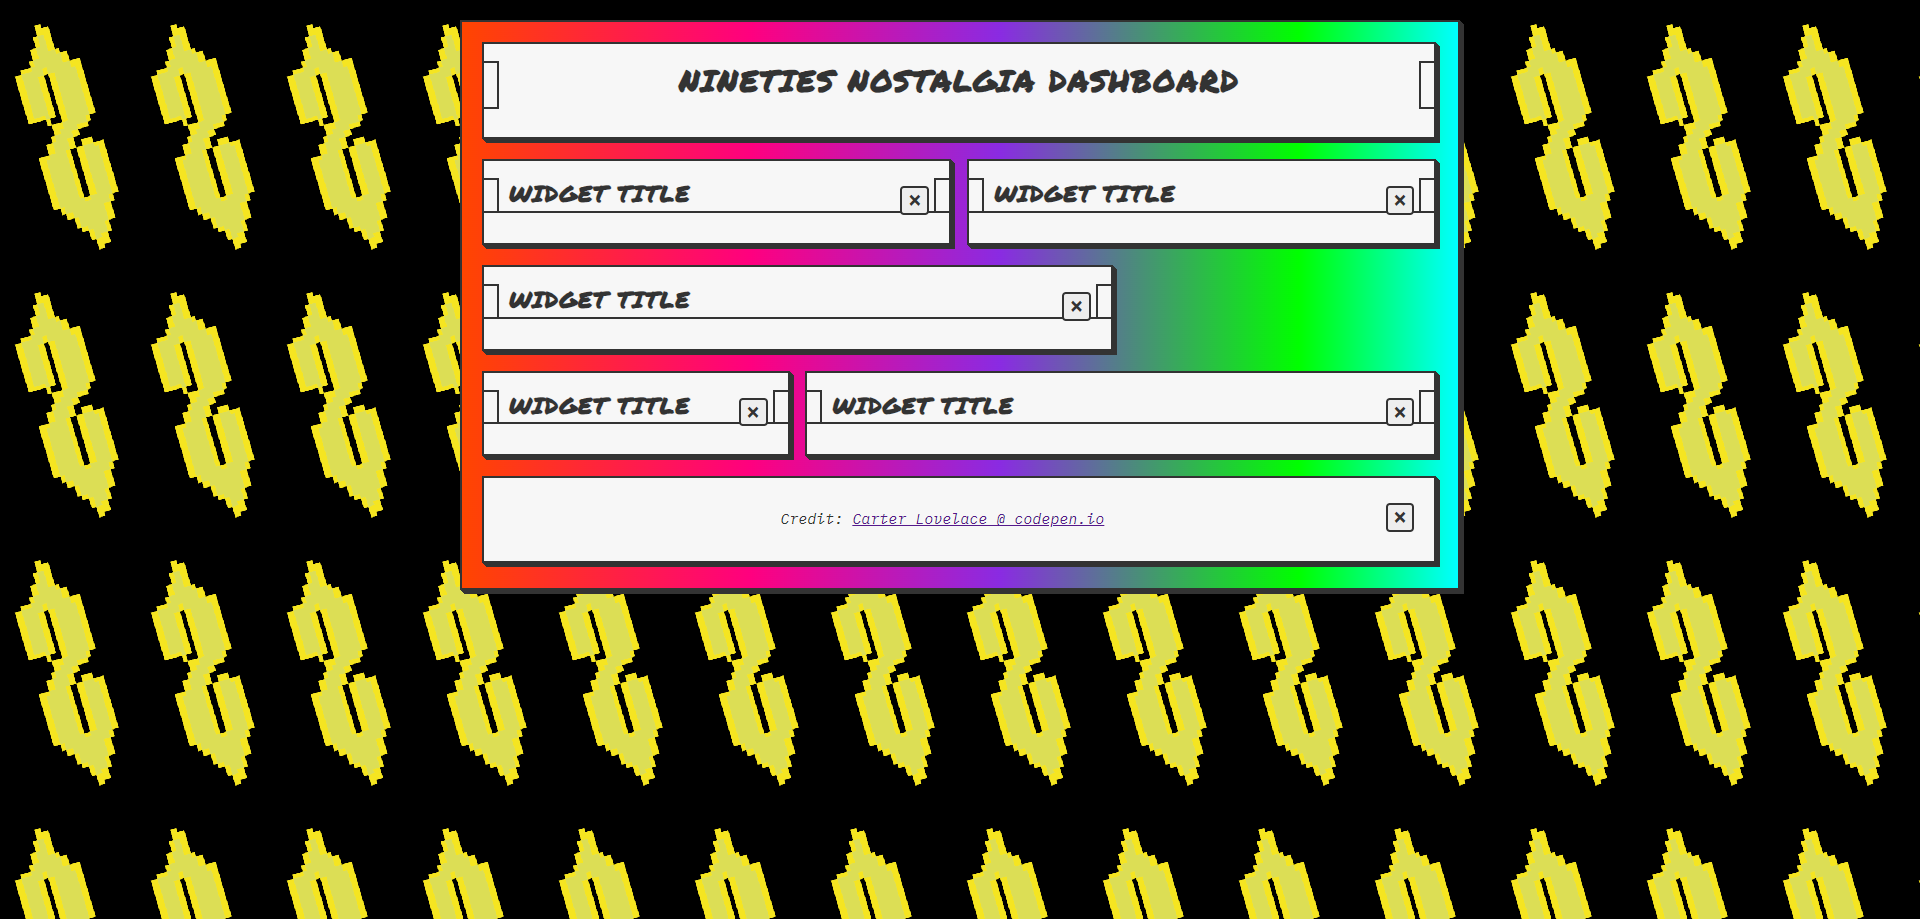 NINETIES NOSTALGIA DASHBOARD
WIDGET TITLE ×
WIDGET TITLE ×
WIDGET TITLE ×
WIDGET TITLE ×
WIDGET TITLE ×
Credit: Carter Lovelace @ codepen.io ×